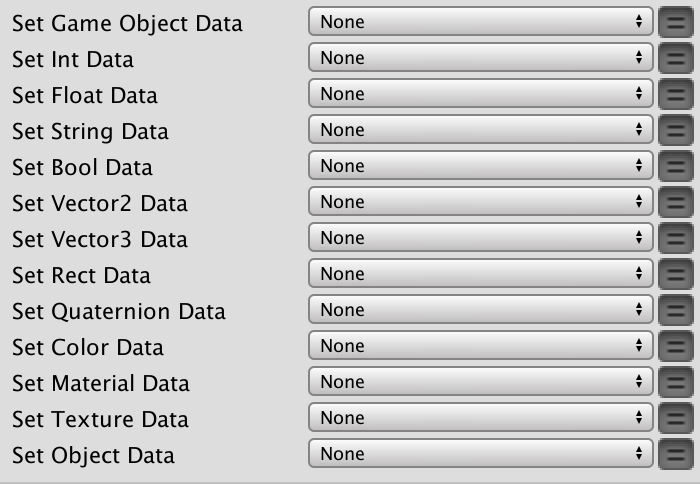 Set Game Object Data None
Set Int Data None
Set Float Data None
Set String Data None
Set Bool Data None
Set Vector2 Data None
Set Vector3 Data None
Set Rect Data None
Set Quaternion Data None
Set Color Data None
Set Material Data None
Set Texture Data None
Set Object Data None